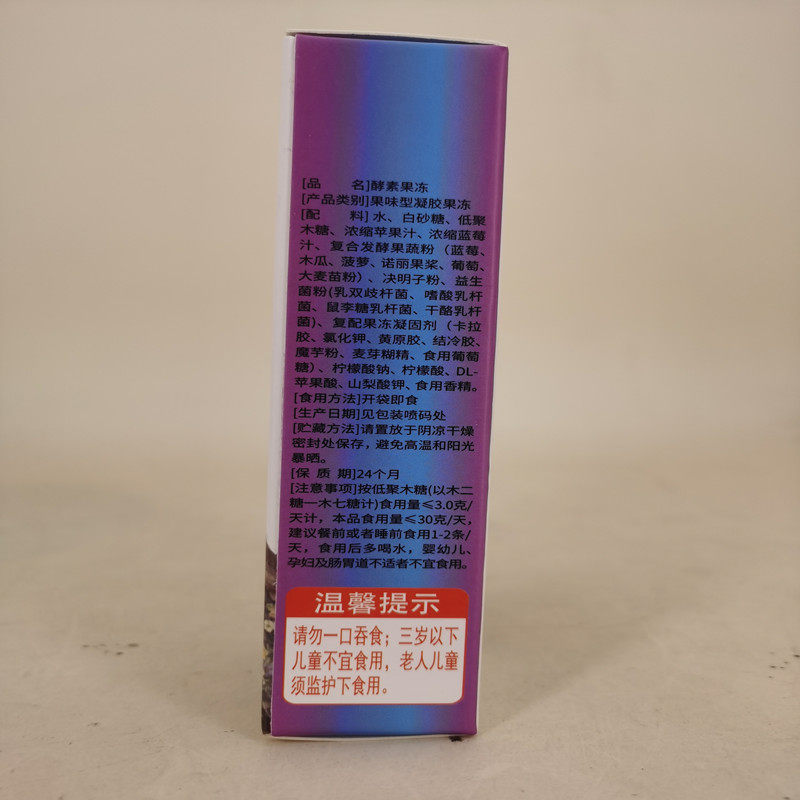 [品 名]酵素果冻
[产品类别]果味型凝胶果冻
[配 料]水、白砂糖、低聚
木糖、浓缩苹果汁、浓缩蓝莓
汁、复合发酵果蔬粉（蓝莓、
木瓜、菠萝、诺丽果浆、葡萄、
大麦苗粉）、决明子粉、益生
菌粉(乳双歧杆菌、嗜酸乳杆
菌、鼠李糖乳杆菌、干酪乳杆
菌)、复配果冻凝固剂（卡拉
胶、氯化钾、黄原胶、结冷胶、
魔芋粉、麦芽糊精、食用葡萄
糖）、柠檬酸钠、柠檬酸、DL-
苹果酸、山梨酸钾、食用香精。
[食用方法]开袋即食
[生产日期]见包装喷码处
[贮藏方法]请置放于阴凉干燥
密封处保存，避免高温和阳光
暴晒。
[保 质 期]24个月
[注意事项]按低聚木糖(以木二
糖一木七糖计)食用量≤3.0克/
天计，本品食用量≤30克/天，
建议餐前或者睡前食用1-2条/
天，食用后多喝水，婴幼儿、
孕妇及肠胃道不适者不宜食用。
温馨提示
请勿一口吞食；三岁以下
儿童不宜食用，老人儿童
须监护下食用。